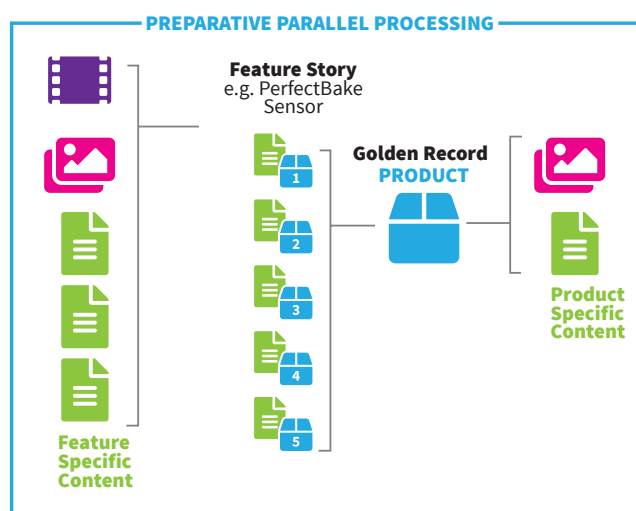 PREPARATIVE PARALLEL PROCESSING
Feature Story
e.g. PerfectBake
Sensor
1
2
3
4
5
Feature
Specific
Content
Golden Record
PRODUCT
Product
Specific
Content